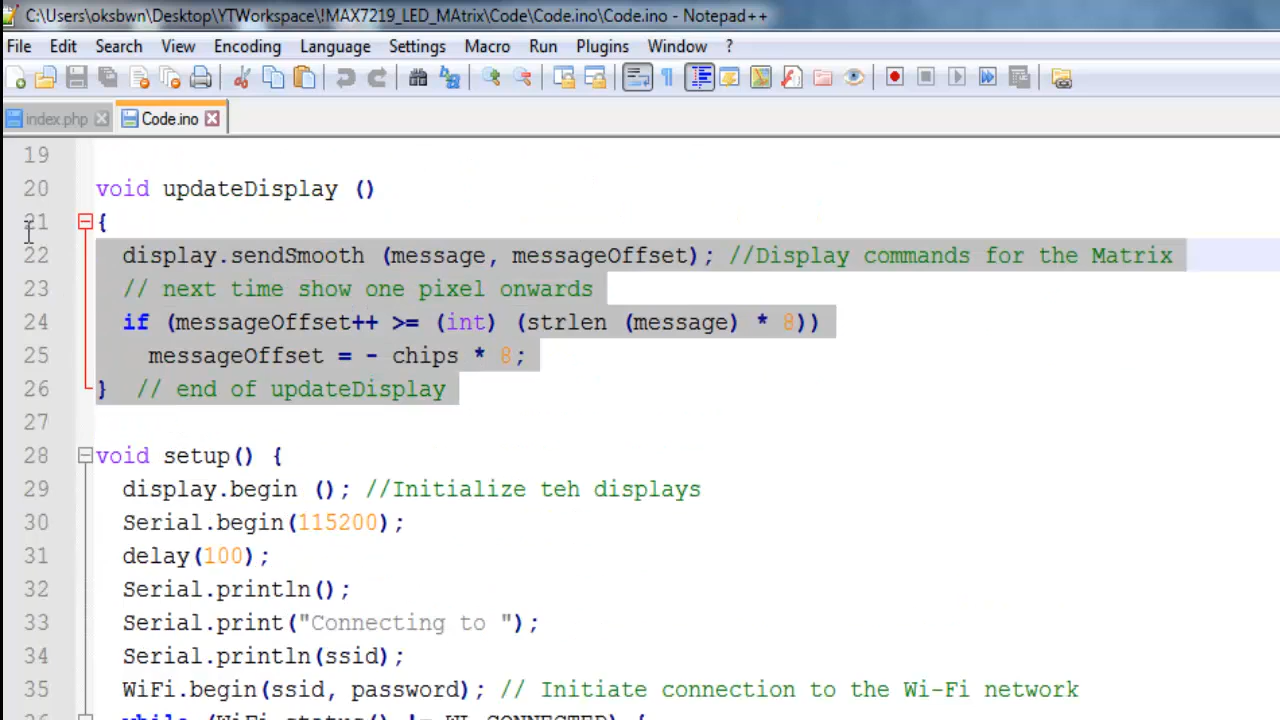 C:\Users\oksbwn\Desktop\YTWorkspace\!MAX7219_LED_MAtrix\Code\Code.ino\Code.ino - Notepad++
File Edit Search View Encoding Language Settings Macro Run Plugins Window ?
index.php Code.ino
19
20 void updateDisplay ()
21 {
22 display.sendSmooth (message, messageOffset); //Display commands for the Matrix
23 // next time show one pixel onwards
24 if (messageOffset++ >= (int) (strlen (message) * 8))
25 messageOffset = - chips * 8;
26 } // end of updateDisplay
27
28 void setup() {
29 display.begin (); //Initialize teh displays
30 Serial.begin(115200);
31 delay(100);
32 Serial.println();
33 Serial.print("Connecting to ");
34 Serial.println(ssid);
35 WiFi.begin(ssid, password); // Initiate connection to the Wi-Fi network
36 while (WiFi.status() != WL_CONNECTED) {